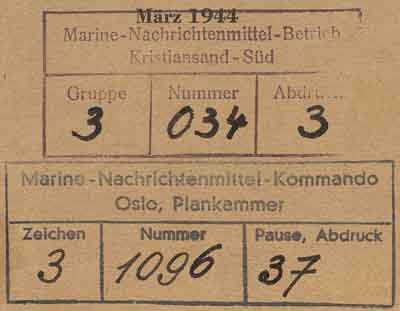 März 1944
Marine-Nachrichtenmittel-Betrieb
Kristiansand-Süd
Gruppe Nummer Abdruck
3 034 3
Marine-Nachrichtenmittel-Kommando
Oslo, Plankammer
Zeichen Nummer Pause, Abdruck
3 1096 37